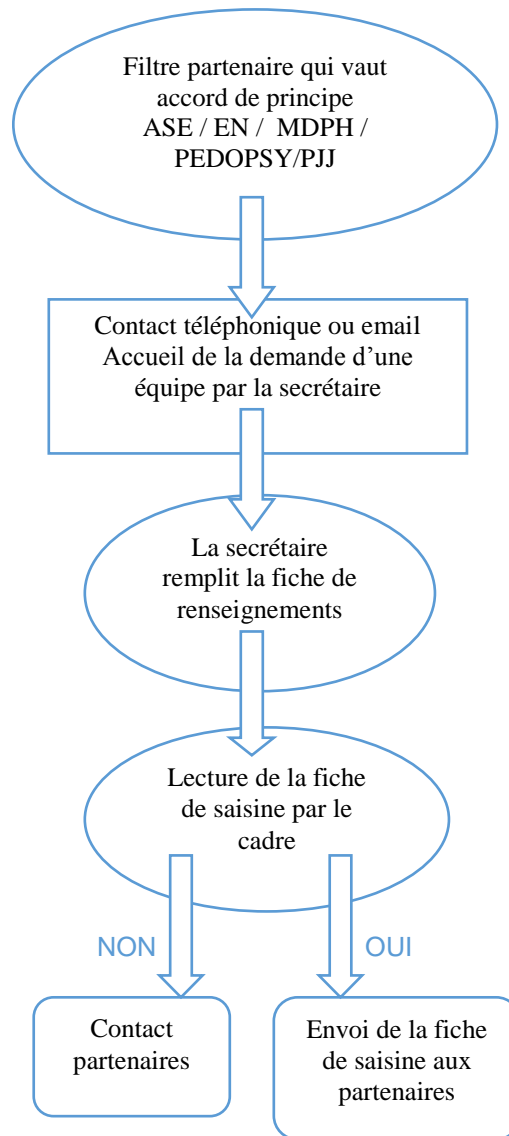 Filtre partenaire qui vaut
accord de principe
ASE / EN / MDPH /
PEDOPSY/PJJ
Contact téléphonique ou email
Accueil de la demande d’une
équipe par la secrétaire
La secrétaire
remplit la fiche de
renseignements
Lecture de la fiche
de saisine par le
cadre
NON
OUI
Contact
partenaires
Envoi de la fiche
de saisine aux
partenaires